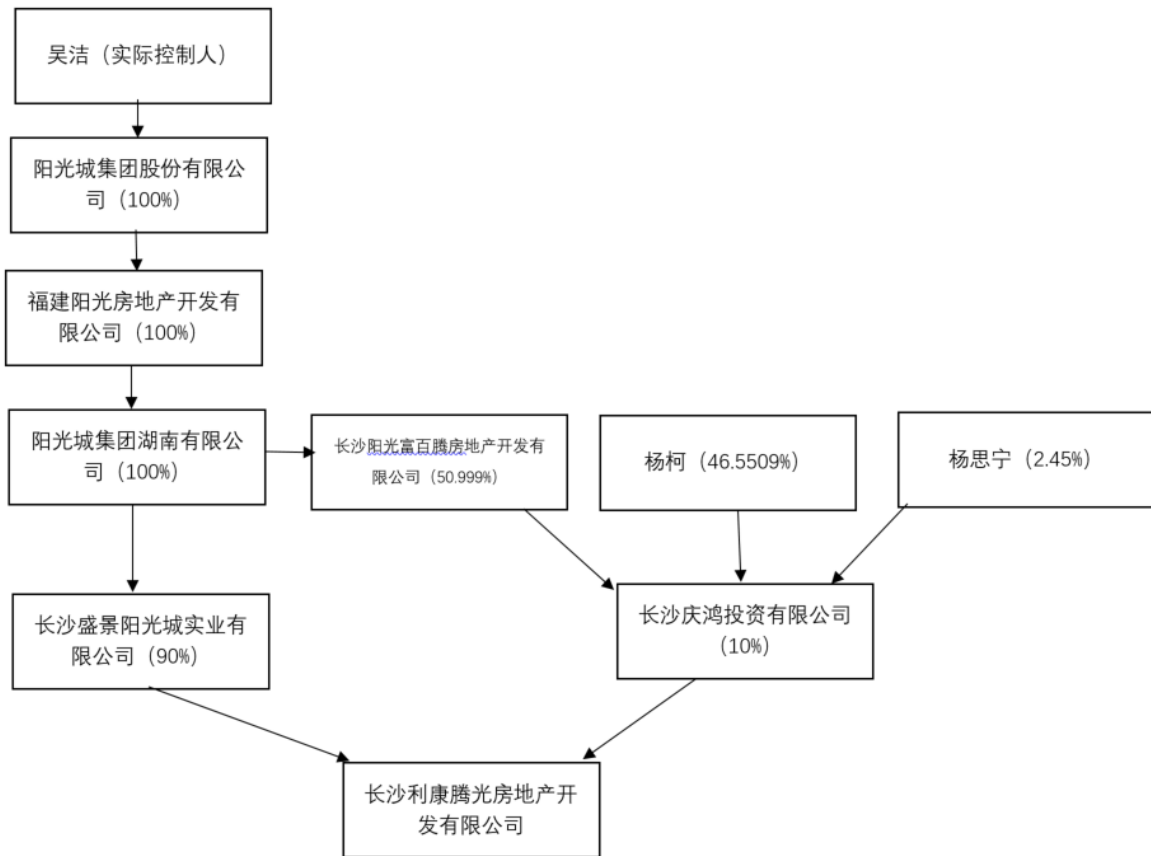 吴洁（实际控制人）
阳光城集团股份有限公
司（100%）
福建阳光房地产开发有
限公司（100%）
阳光城集团湖南有限公
司（100%）
长沙阳光富百腾房地产开发有
限公司（50.999%）
杨柯（46.5509%）
杨思宁（2.45%）
长沙盛景阳光城实业有
限公司（90%）
长沙庆鸿投资有限公司
（10%）
长沙利康腾光房地产开
发有限公司